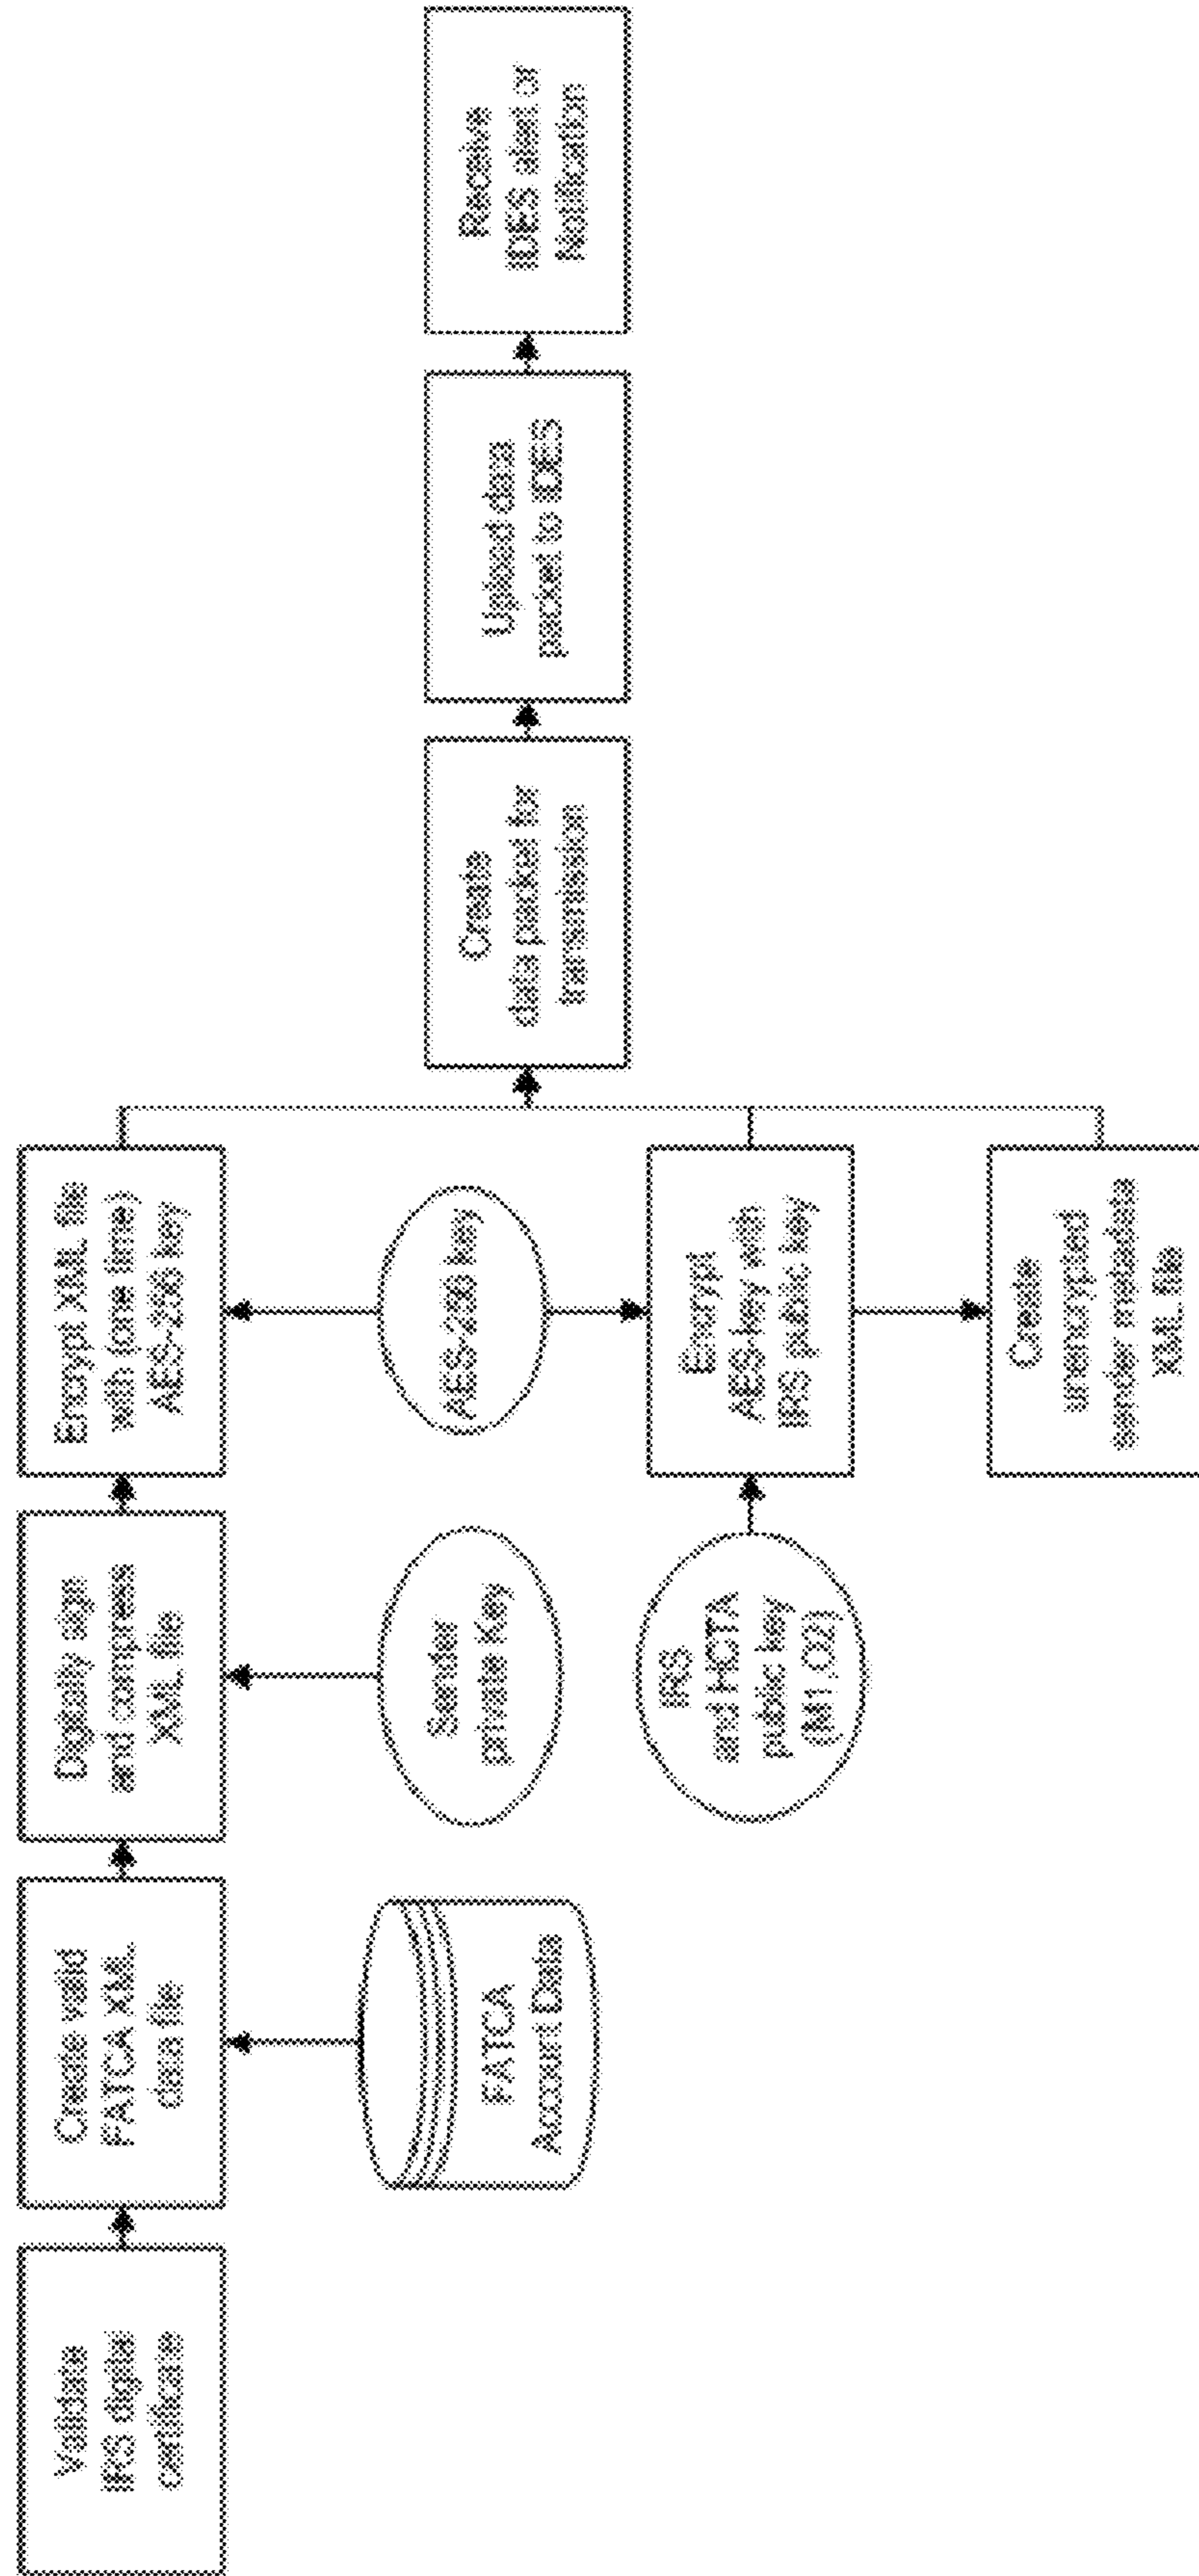 Validate
IRS digital
certificate
Create valid
FATCA XML
data file
Digitally sign
and compress
XML file
Encrypt XML file
with (one time)
AES-256 key
FATCA
Account Data
Sender
private Key
AES-256 key
IRS
and HCTA
public key
(M1,O2)
Encrypt
AES-key with
IRS public key
Create
unencrypted
sender metadata
XML file
Create
data packet for
transmission
Upload data
packet to IDES
Receive
IDES alert or
Notification